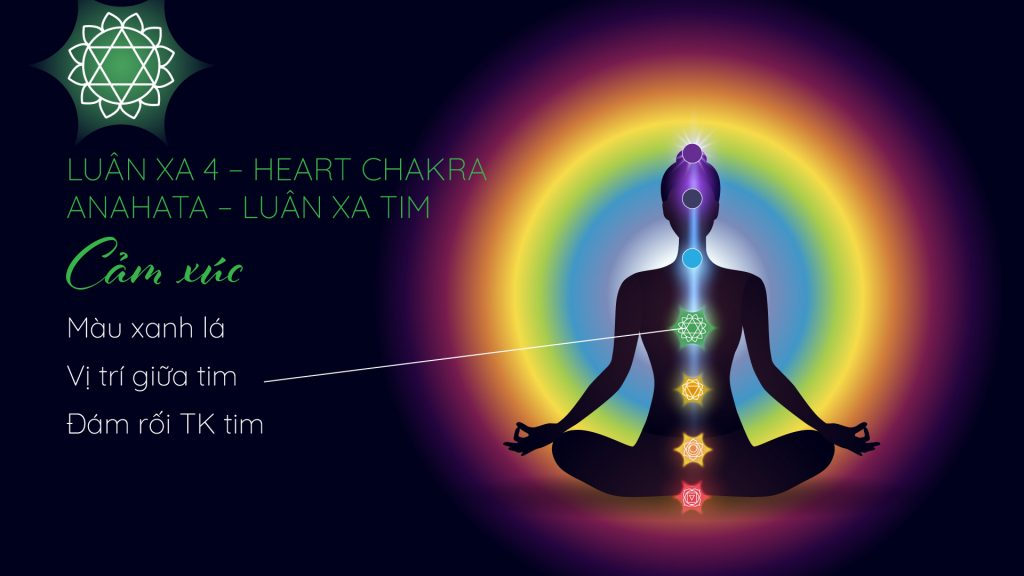 LUÂN XA 4 – HEART CHAKRA
ANAHATA – LUÂN XA TIM
Cảm xúc
Màu xanh lá
Vị trí giữa tim
Đám rối TK tim